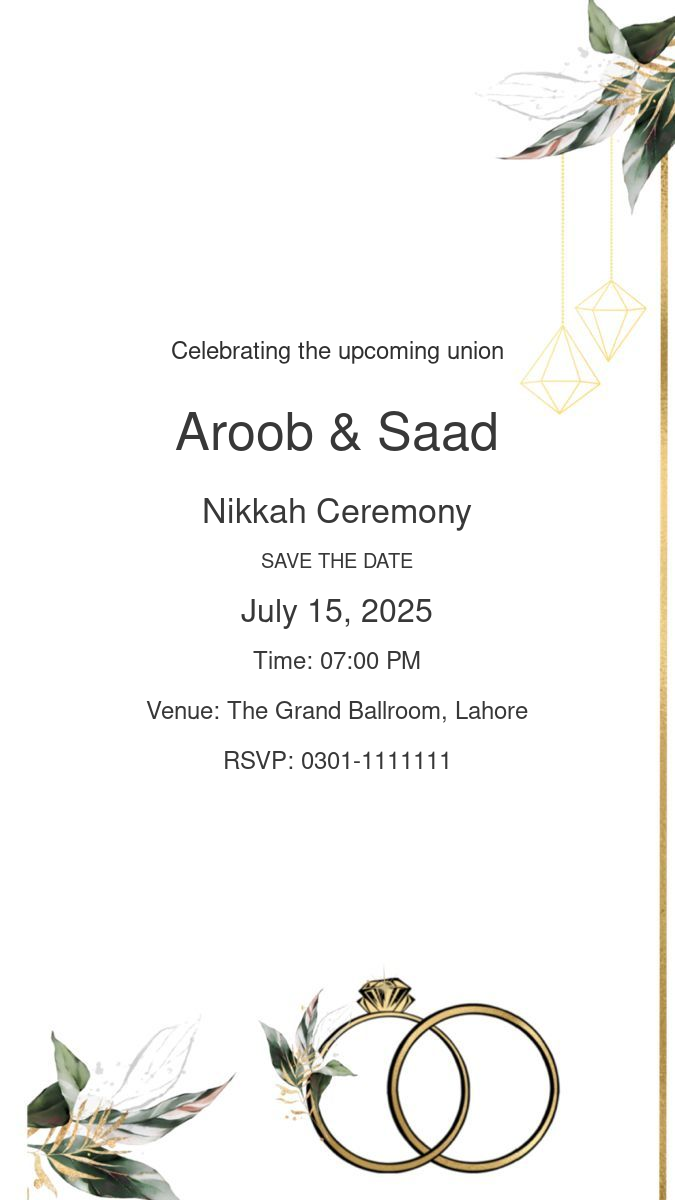 Celebrating the upcoming union
Aroob & Saad
Nikkah Ceremony
SAVE THE DATE
July 15, 2025
Time: 07:00 PM
Venue: The Grand Ballroom, Lahore
RSVP: 0301-1111111